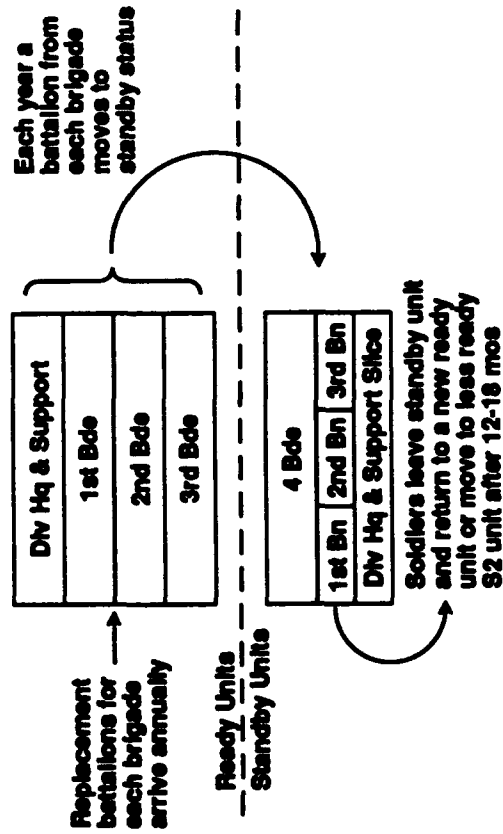 Replacement
battalions for
each brigade
arrive annually
Div Hq & Support
1st Bde
2nd Bde
3rd Bde
Each year a
battalion from
each brigade
moves to
standby status
Ready Units
Standby Units
4 Bde
1st Bn 2nd Bn 3rd Bn
Div Hq & Support Slice
Soldiers leave standby unit
and return to a new ready
unit or move to less ready
S2 unit after 12-18 mos